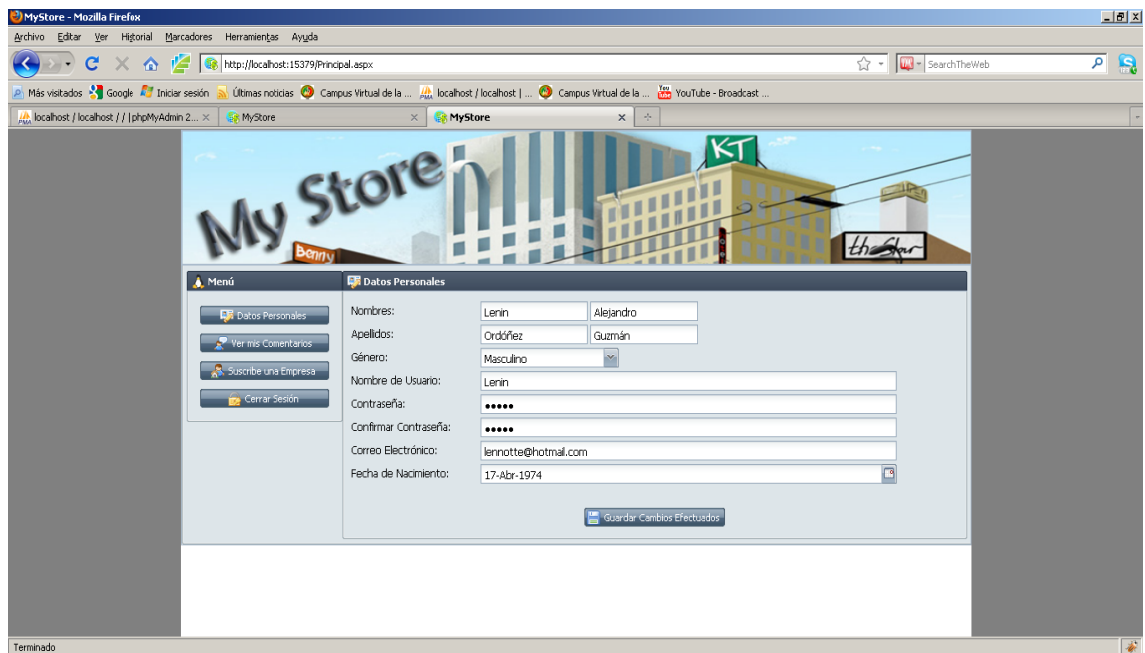 MyStore - Mozilla Firefox
Archivo Editar Ver Historial Marcadores Herramientas Ayuda
http://localhost:15379/Principal.aspx
SearchTheWeb
Más visitados Google Iniciar sesión Últimas noticias Campus Virtual de la ... localhost / localhost | ... Campus Virtual de la ... YouTube - Broadcast ...
localhost / localhost / / | phpMyAdmin 2... MyStore MyStore
My Store
KT
Benny
the Star
Menú
Datos Personales
Ver mis Comentarios
Suscribe una Empresa
Cerrar Sesión
Datos Personales
Nombres: Lenin Alejandro
Apellidos: Ordóñez Guzmán
Género: Masculino
Nombre de Usuario: Lenin
Contraseña: •••••
Confirmar Contraseña: •••••
Correo Electrónico: lennotte@hotmail.com
Fecha de Nacimiento: 17-Abr-1974
Guardar Cambios Efectuados
Terminado